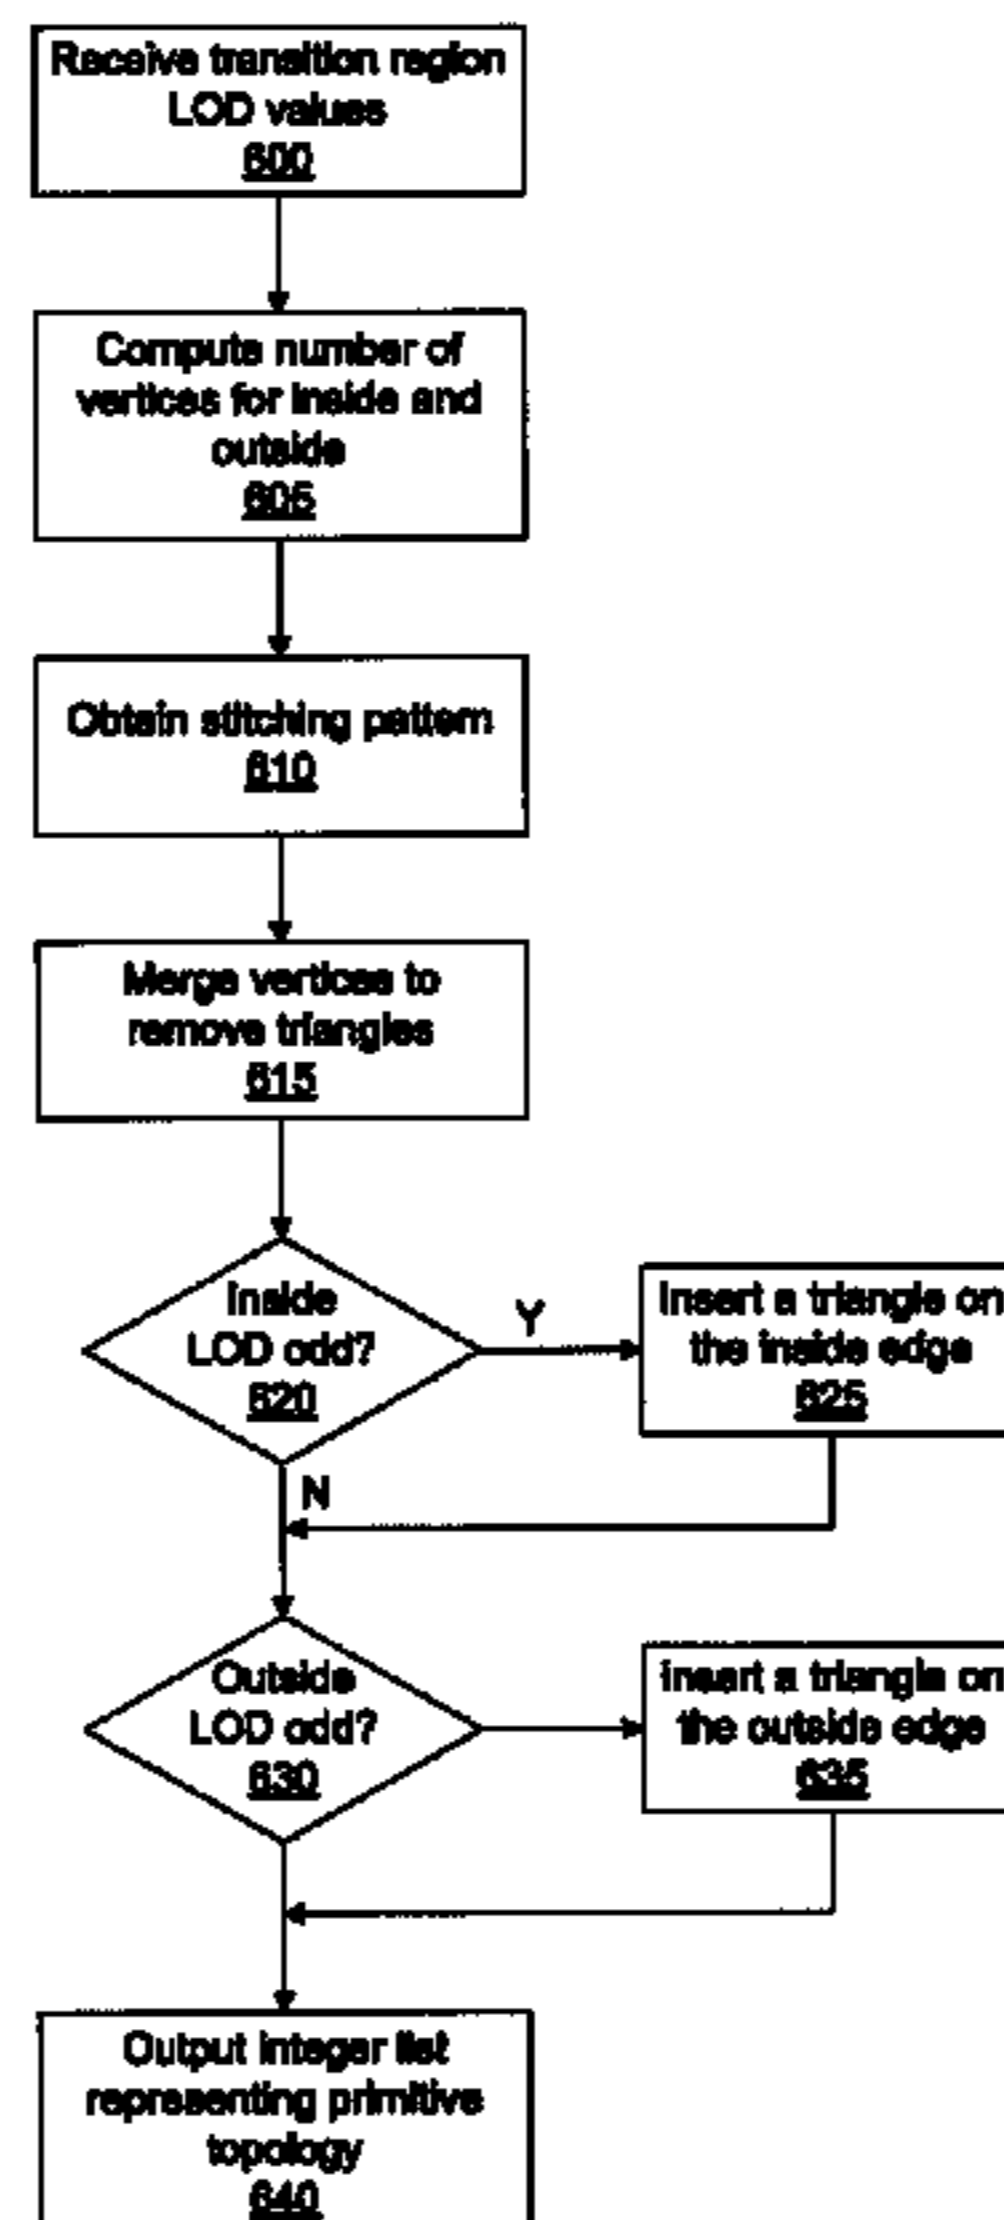 Receive transition region
LOD values
600
Compute number of
vertices for inside and
outside
605
Obtain stitching pattern
610
Merge vertices to
remove triangles
615
Inside
LOD odd?
620
Y
Insert a triangle on
the inside edge
625
N
Outside
LOD odd?
630
Insert a triangle on
the outside edge
635
Output integer list
representing primitive
topology
640